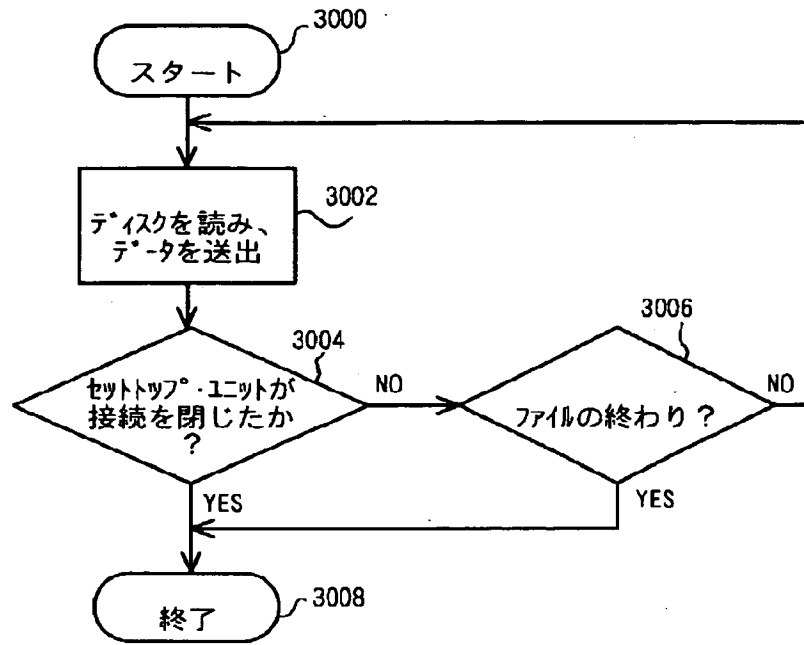 3000
スタート
3002
ディスクを読み、
データを送出
3004
セットトップ・ユニットが
接続を閉じたか
?
NO
YES
3006
ファイルの終わり?
NO
YES
3008
終了